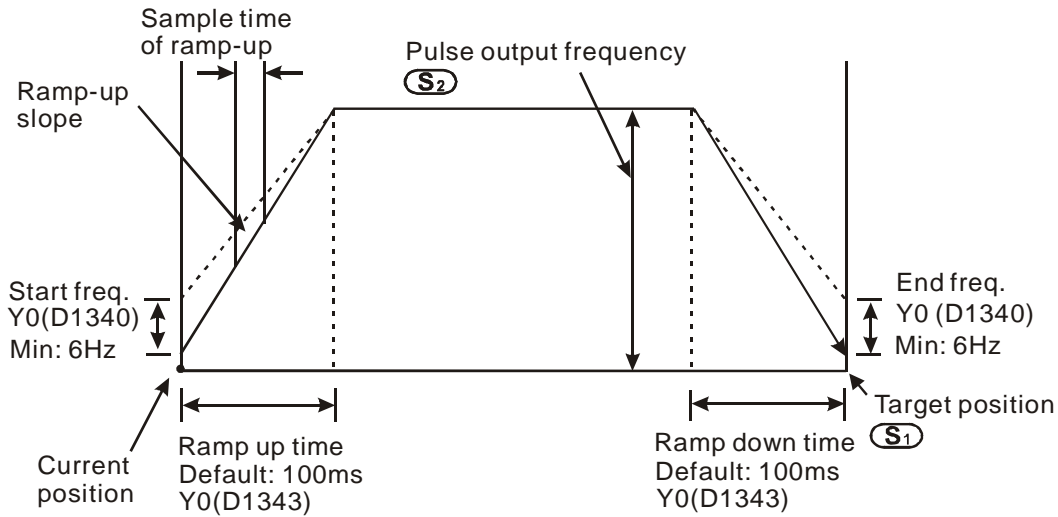 Sample time
of ramp-up
Pulse output frequency
S2
Ramp-up
slope
Start freq.
Y0(D1340)
Min: 6Hz
End freq.
Y0 (D1340)
Min: 6Hz
Current
position
Ramp up time
Default: 100ms
Y0(D1343)
Ramp down time
Default: 100ms
Y0(D1343)
Target position
S1